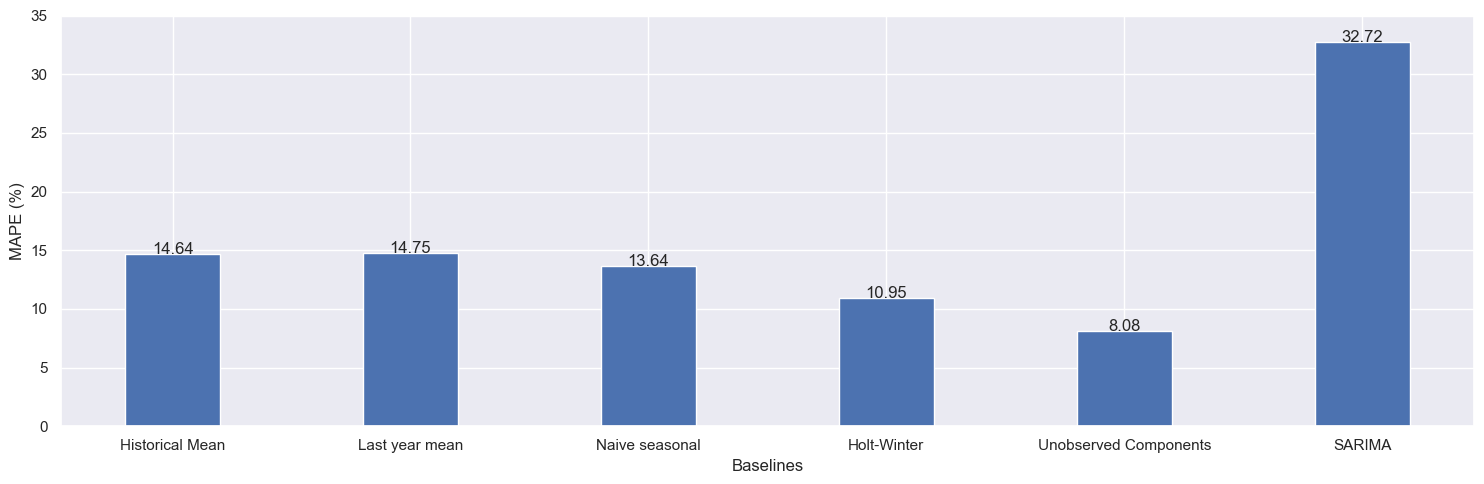 35
30
25
20
15
10
5
0
MAPE (%)
14.64
14.75
13.64
10.95
8.08
32.72
Historical Mean
Last year mean
Naive seasonal
Holt-Winter
Unobserved Components
SARIMA
Baselines